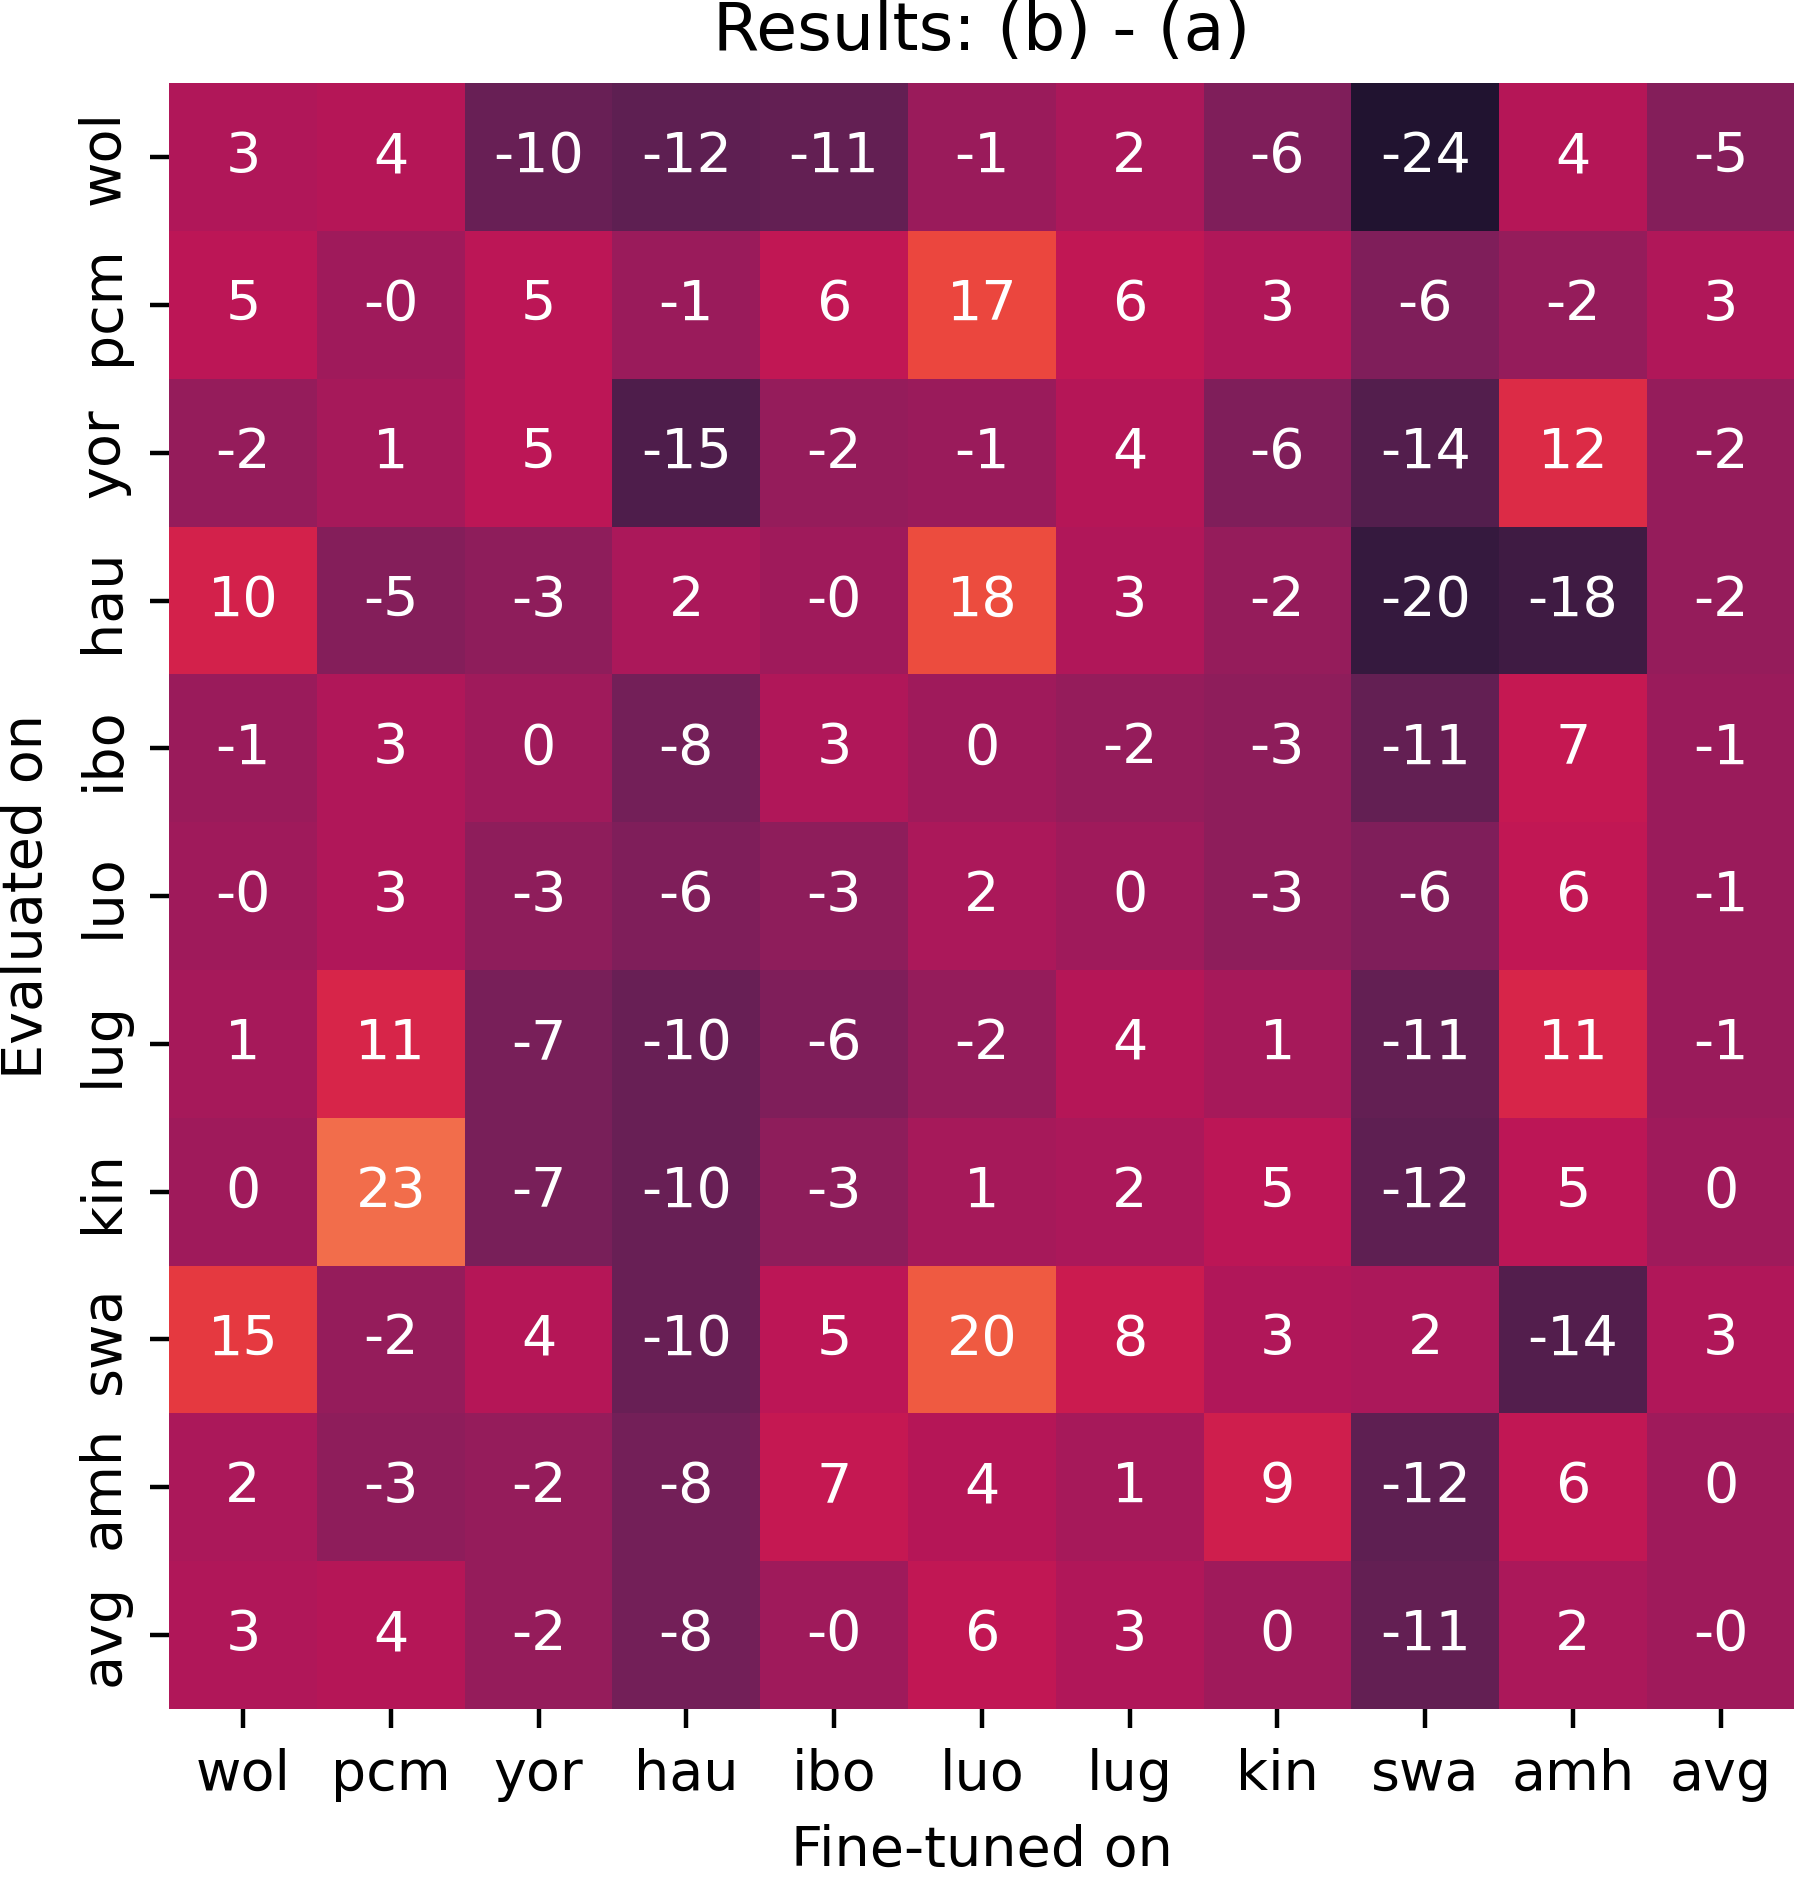 Results: (b) - (a)
Evaluated on
wol 3 4 -10 -12 -11 -1 2 -6 -24 4 -5
pcm 5 -0 5 -1 6 17 6 3 -6 -2 3
yor -2 1 5 -15 -2 -1 4 -6 -14 12 -2
hau 10 -5 -3 2 -0 18 3 -2 -20 -18 -2
ibo -1 3 0 -8 3 0 -2 -3 -11 7 -1
luo -0 3 -3 -6 -3 2 0 -3 -6 6 -1
lug 1 11 -7 -10 -6 -2 4 1 -11 11 -1
kin 0 23 -7 -10 -3 1 2 5 -12 5 0
swa 15 -2 4 -10 5 20 8 3 2 -14 3
amh 2 -3 -2 -8 7 4 1 9 -12 6 0
avg 3 4 -2 -8 -0 6 3 0 -11 2 -0
wol pcm yor hau ibo luo lug kin swa amh avg
Fine-tuned on